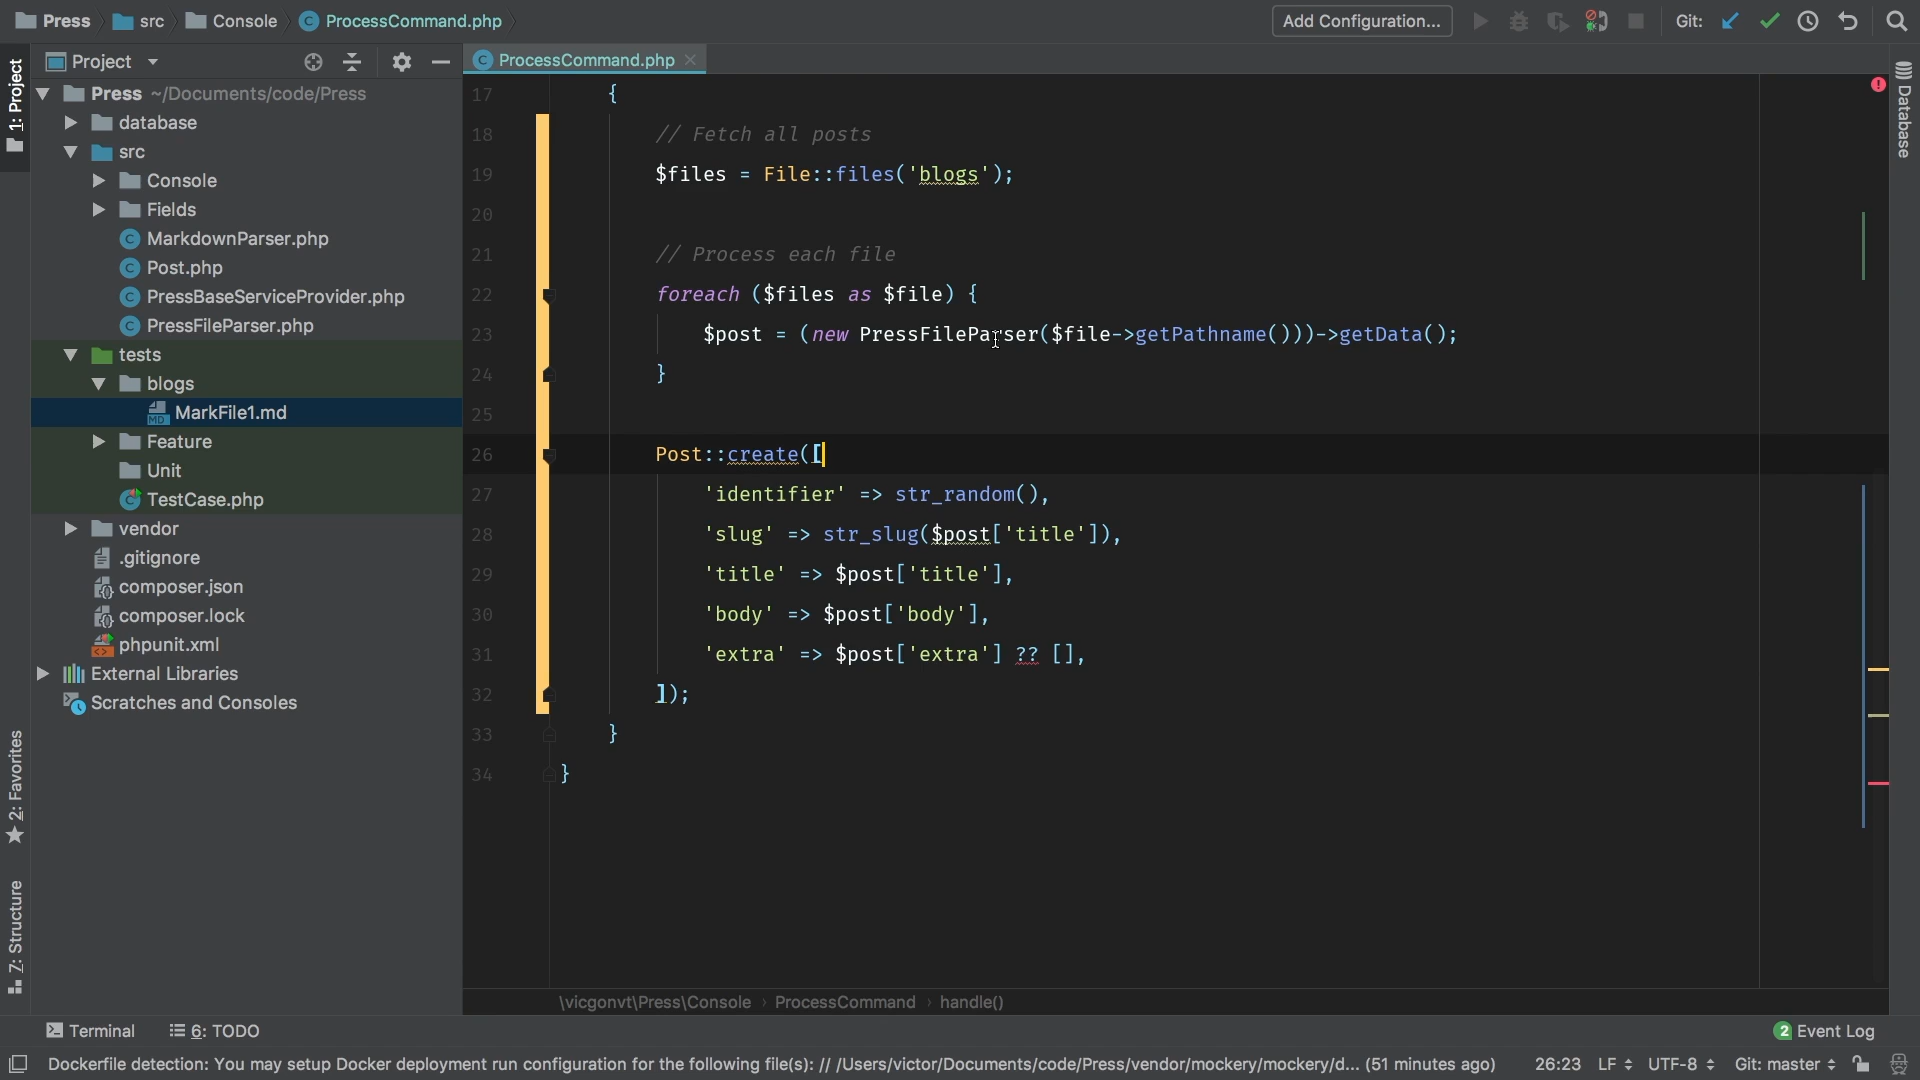 Press src Console ProcessCommand.php Add Configuration... Git:
1: Project
Project
Press ~/Documents/code/Press
database
src
Console
Fields
MarkdownParser.php
Post.php
PressBaseServiceProvider.php
PressFileParser.php
tests
blogs
MarkFile1.md
Feature
Unit
TestCase.php
vendor
.gitignore
composer.json
composer.lock
phpunit.xml
External Libraries
Scratches and Consoles
2: Favorites
7: Structure
ProcessCommand.php
17 {
18 // Fetch all posts
19 $files = File::files('blogs');
20
21 // Process each file
22 foreach ($files as $file) {
23 $post = (new PressFileParser($file->getPathname()))->getData();
24 }
25
26 Post::create([
27 'identifier' => str_random(),
28 'slug' => str_slug($post['title']),
29 'title' => $post['title'],
30 'body' => $post['body'],
31 'extra' => $post['extra'] ?? [],
32 ]);
33 }
34 }
Database
\vicgonvt\Press\Console › ProcessCommand › handle()
Terminal 6: TODO 2 Event Log
Dockerfile detection: You may setup Docker deployment run configuration for the following file(s): // /Users/victor/Documents/code/Press/vendor/mockery/mockery/d... (51 minutes ago) 26:23 LF UTF-8 Git: master